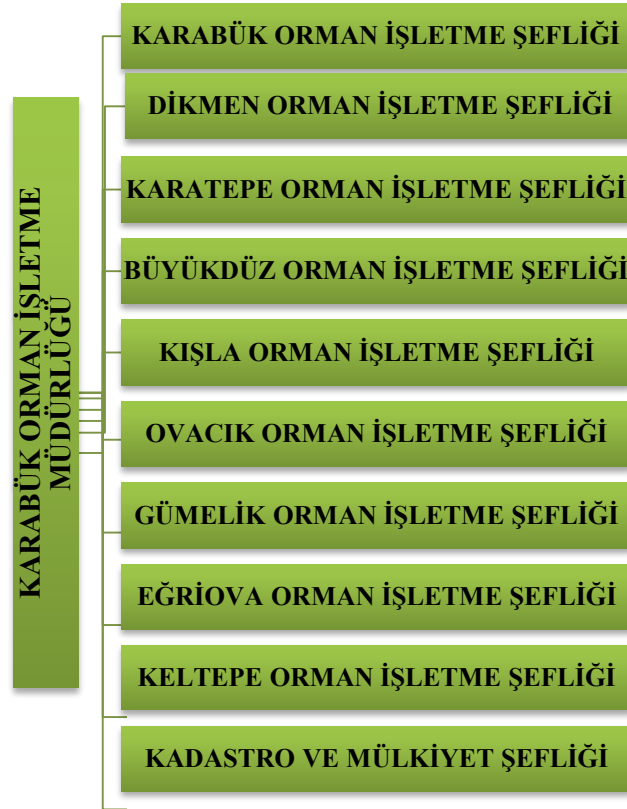 KARABÜK ORMAN İŞLETME
MÜDÜRLÜĞÜ
KARABÜK ORMAN İŞLETME ŞEFLİĞİ
DİKMEN ORMAN İŞLETME ŞEFLİĞİ
KARATEPE ORMAN İŞLETME ŞEFLİĞİ
BÜYÜKDÜZ ORMAN İŞLETME ŞEFLİĞİ
KIŞLA ORMAN İŞLETME ŞEFLİĞİ
OVACIK ORMAN İŞLETME ŞEFLİĞİ
GÜMELİK ORMAN İŞLETME ŞEFLİĞİ
EĞRİOVA ORMAN İŞLETME ŞEFLİĞİ
KELTEPE ORMAN İŞLETME ŞEFLİĞİ
KADASTRO VE MÜLKİYET ŞEFLİĞİ